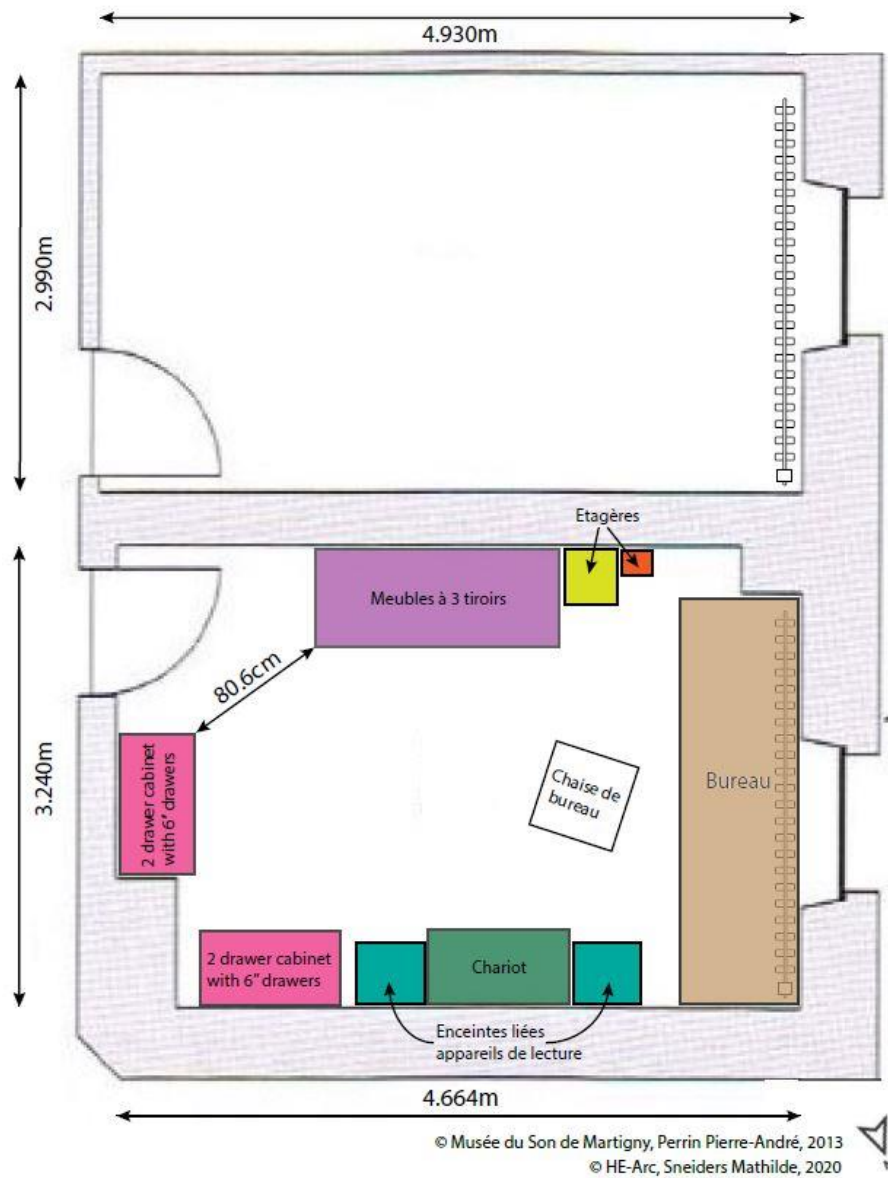 4.930m
2.990m
Etagères
Meubles à 3 tiroirs
80.6cm
3.240m
2 drawer cabinet
with 6" drawers
Chaise de
bureau
Bureau
2 drawer cabinet
with 6" drawers
Chariot
Enceintes liées
appareils de lecture
4.664m
© Musée du Son de Martigny, Perrin Pierre-André, 2013
© HE-Arc, Sneiders Mathilde, 2020